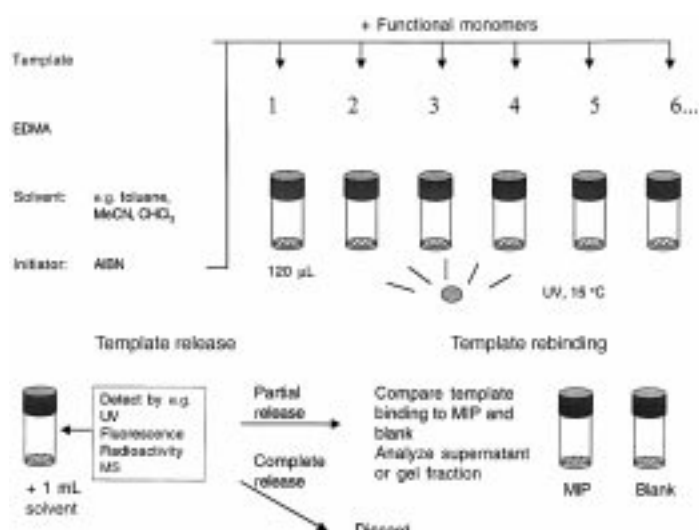 + Functional monomers
Template
1 2 3 4 5 6...
EDMA
Solvent: e.g. toluene,
MeCN, CHCl3
Initiator: AIBN
120 µL
UV, 15 °C
Template release
Template rebinding
Detect by e.g.
UV
Fluorescence
Radioactivity
MS
+ 1 mL
solvent
Partial
release
Complete
release
Compare template
binding to MIP and
blank
Analyze supernatant
or gel fraction
MIP
Blank
Discard